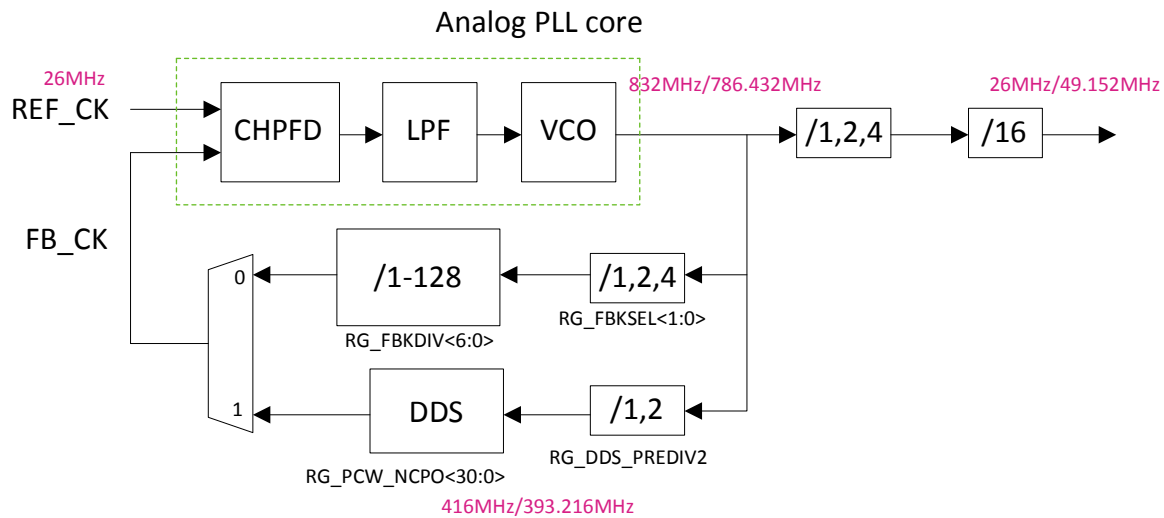 Analog PLL core
26MHz
REF_CK
CHPFD
LPF
VCO
832MHz/786.432MHz
/1,2,4
26MHz/49.152MHz
/16
FB_CK
0
/1-128
RG_FBKDIV<6:0>
/1,2,4
RG_FBKSEL<1:0>
1
DDS
RG_PCW_NCPO<30:0>
/1,2
RG_DDS_PREDIV2
416MHz/393.216MHz